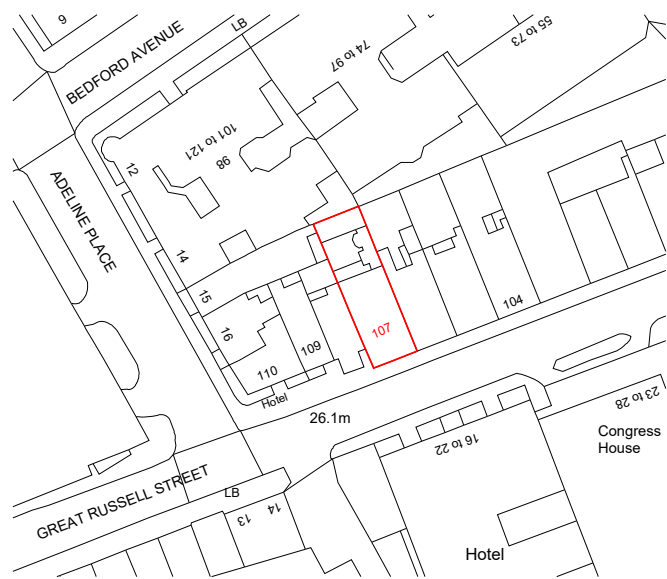 9
BEDFORD AVENUE
LB
74 to 97
55 to 73
101 to 121
98
12
ADELINE PLACE
14
15
16
107
104
109
110
Hotel
26.1m
23 to 28
Congress
House
16 to 22
GREAT RUSSELL STREET
LB
13
14
Hotel